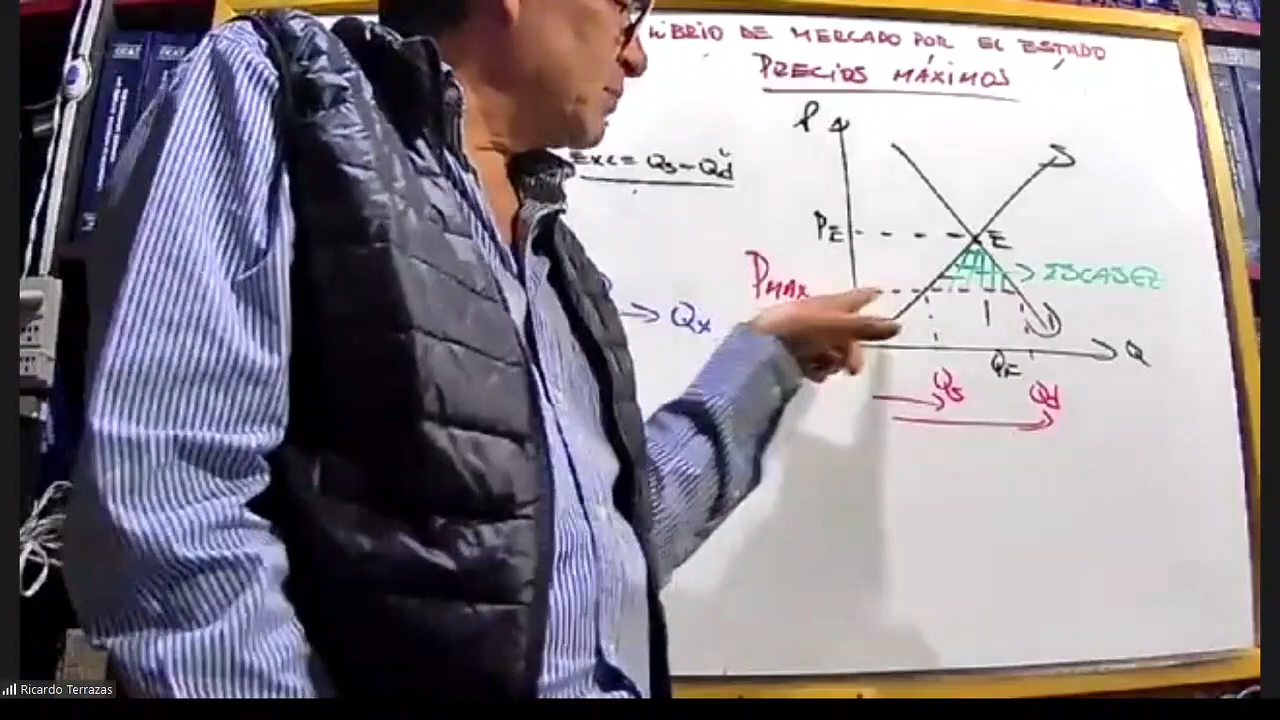 LIBRIO DE MERCADO POR EL ESTADO
PRECIOS MÁXIMOS
P
S
EXC = Qs - Qd
PE
E
PMAX
ESCASEZ
Qx
D
QE
Q
Qs
Qd
Ricardo Terrazas